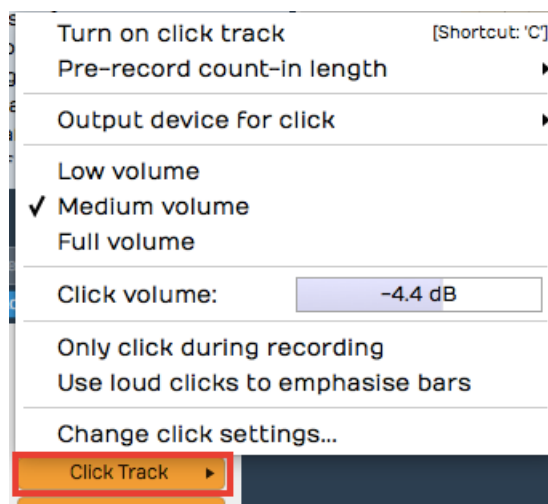 Turn on click track [Shortcut: 'C']
Pre-record count-in length
Output device for click
Low volume
Medium volume
Full volume
Click volume: -4.4 dB
Only click during recording
Use loud clicks to emphasise bars
Change click settings...
Click Track